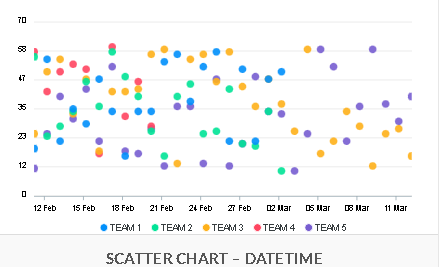 70
58
47
35
23
12
0
12 Feb 15 Feb 18 Feb 21 Feb 24 Feb 27 Feb 02 Mar 05 Mar 08 Mar 11 Mar
TEAM 1 TEAM 2 TEAM 3 TEAM 4 TEAM 5
SCATTER CHART – DATETIME